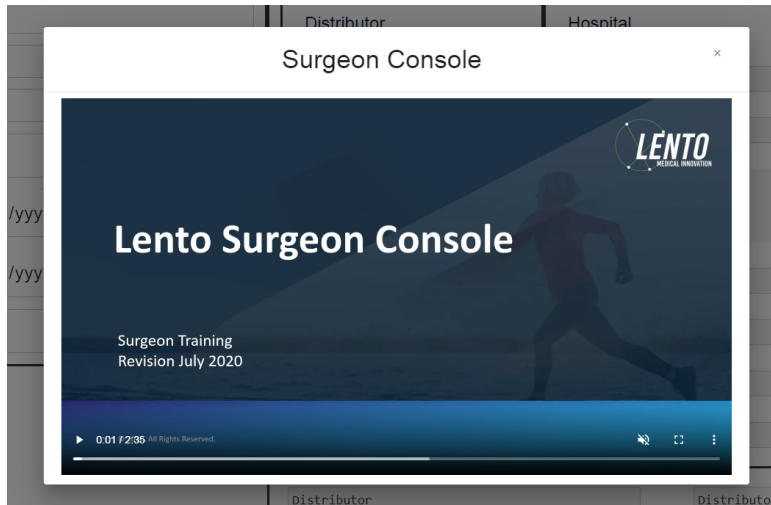 Distributor
Hospital
Surgeon Console
×
LENTO
MEDICAL INNOVATION
/yyy
Lento Surgeon Console
/yyy
Surgeon Training
Revision July 2020
0:01 / 2:35
All Rights Reserved.
Distributor
Distributo